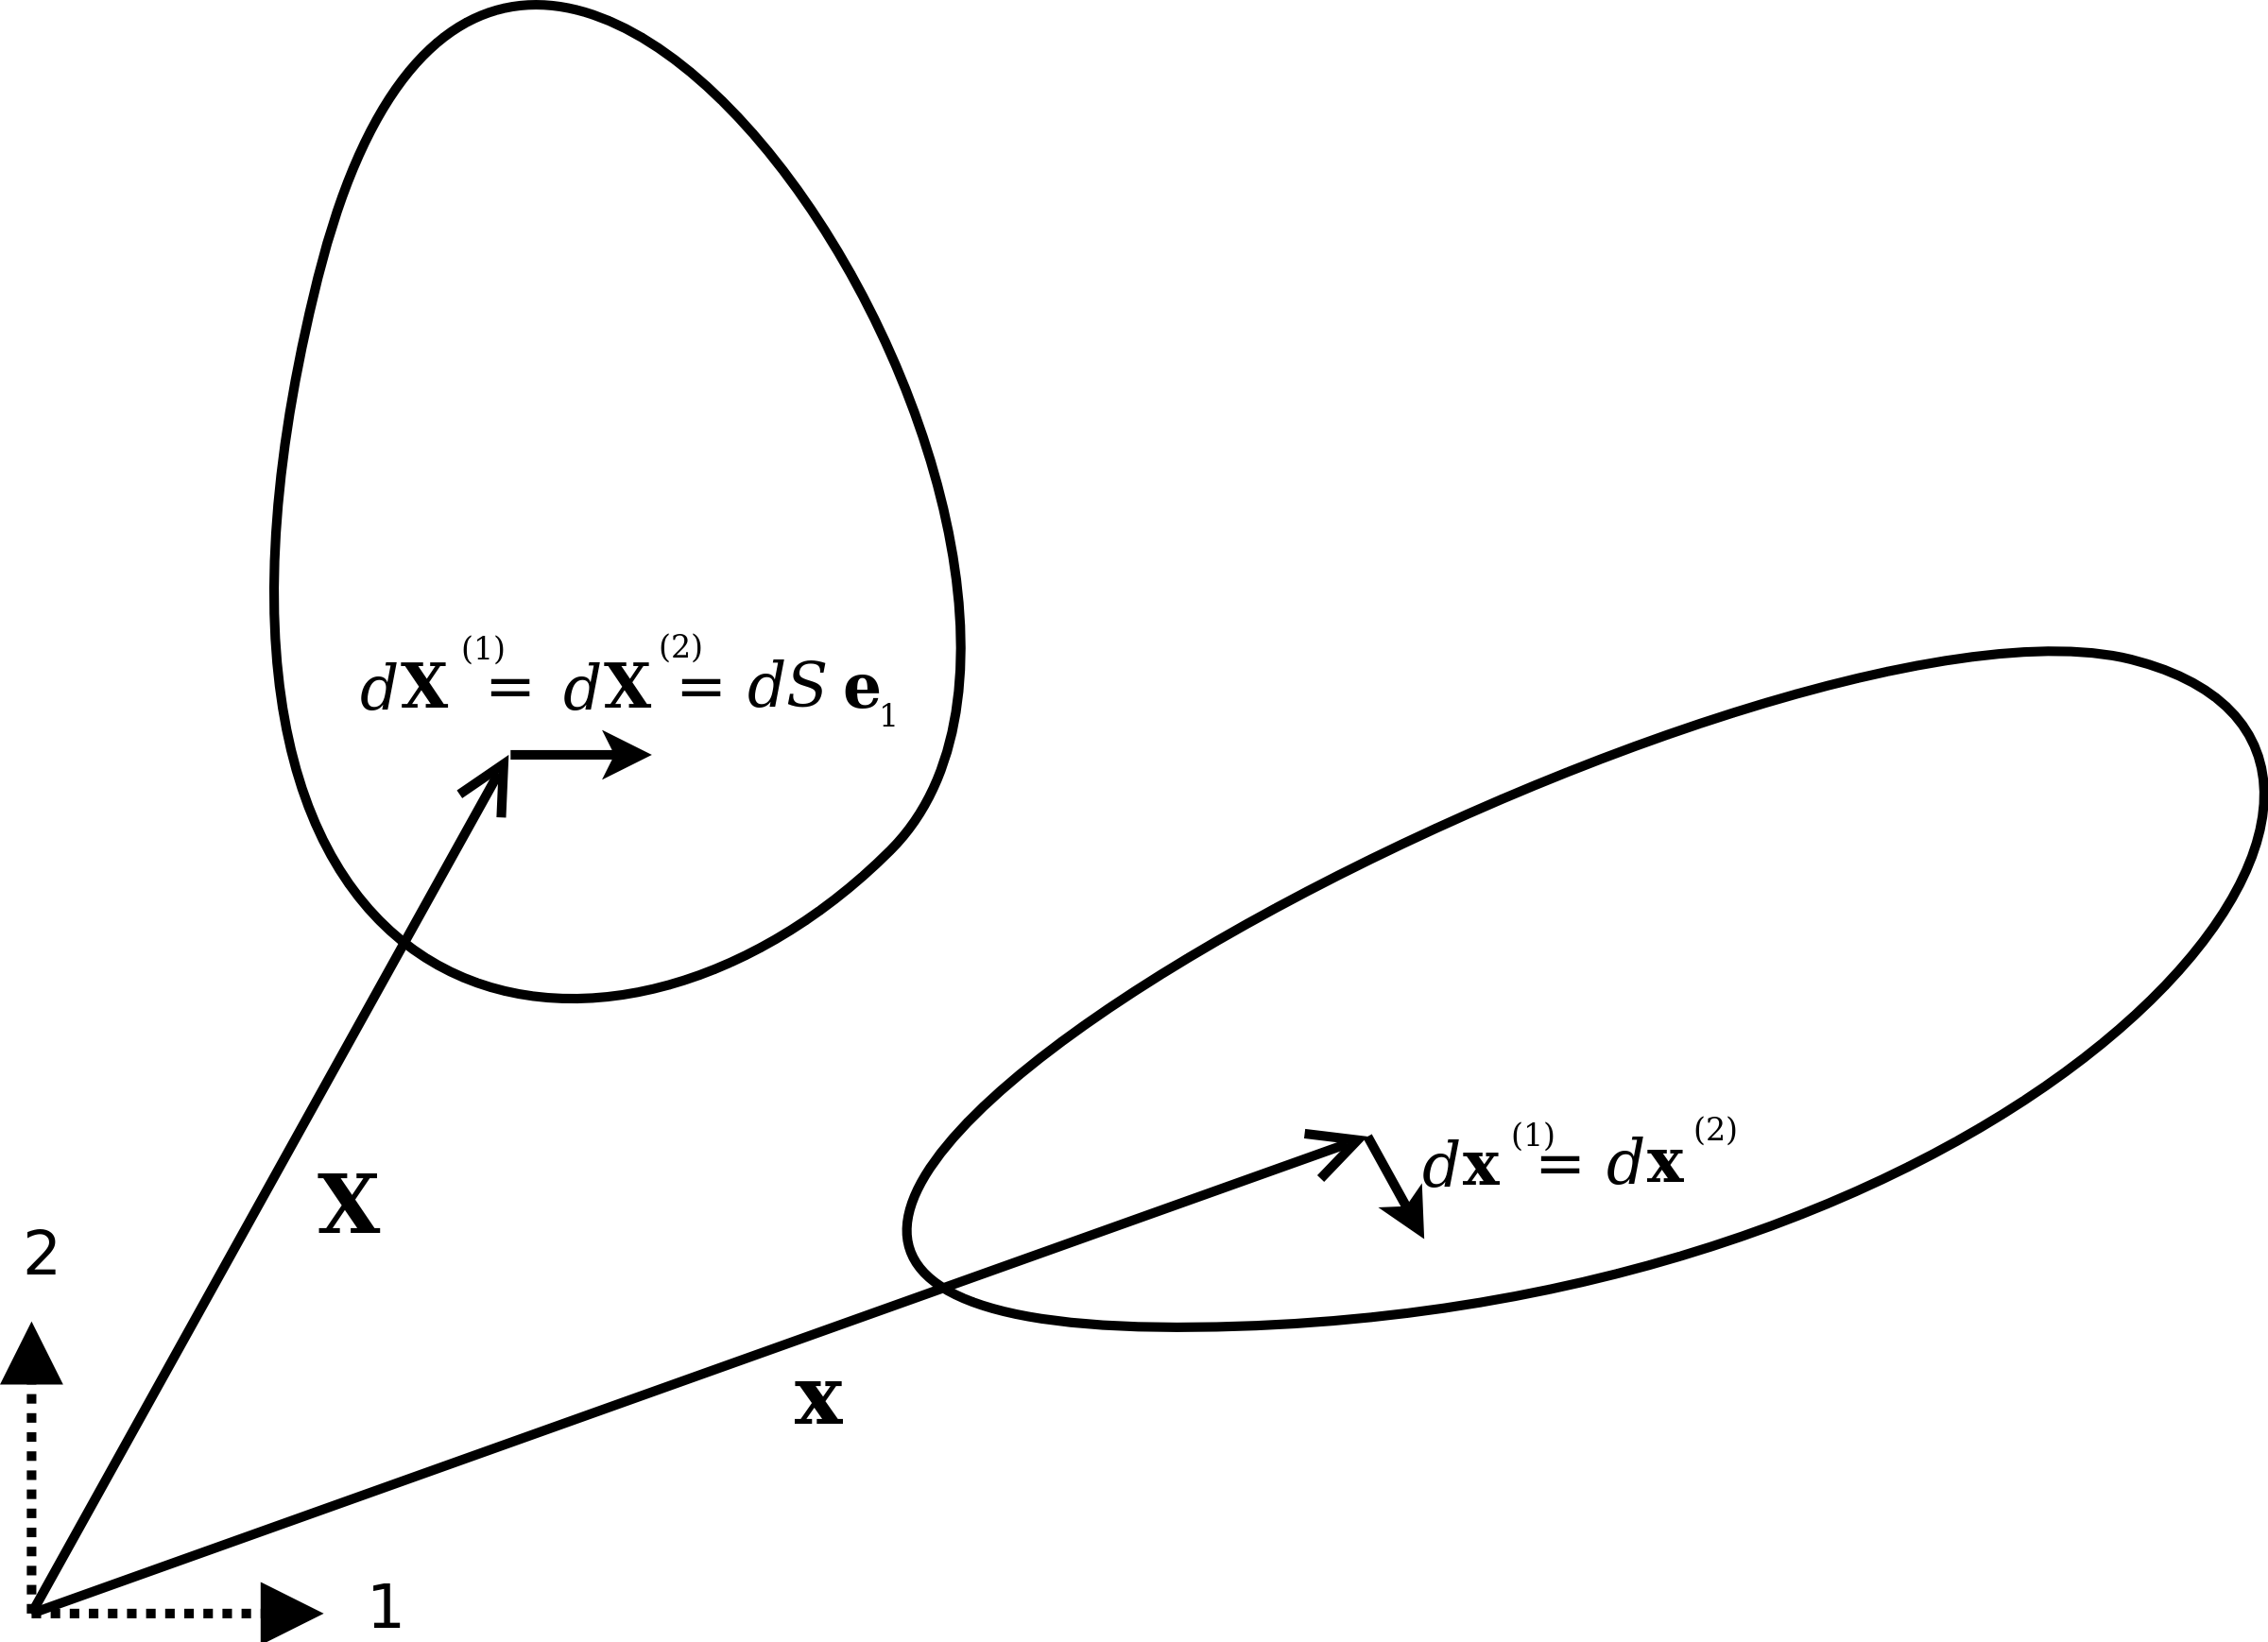 d𝐗⁽¹⁾ = d𝐗⁽²⁾ = dS 𝐞₁
d𝐱⁽¹⁾ = d𝐱⁽²⁾
𝐗
2
𝐱
1